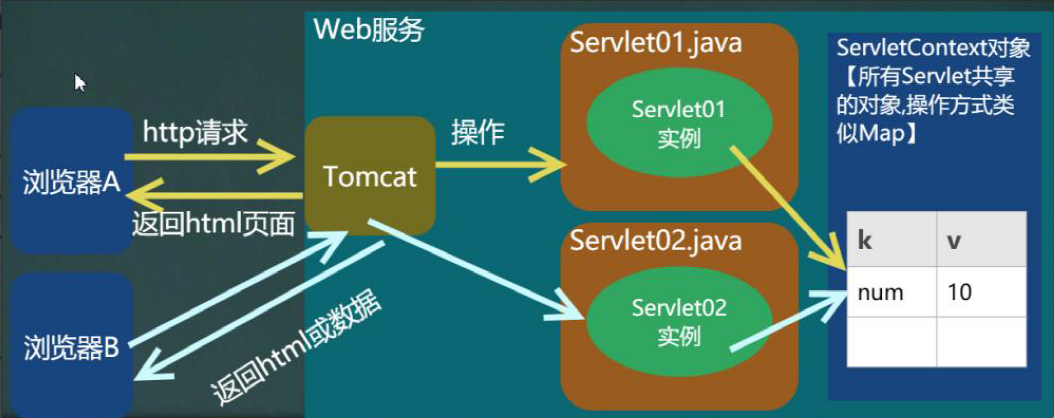 Web服务
Servlet01.java
ServletContext对象
【所有Servlet共享
的对象,操作方式类
似Map】
Servlet01
实例
http请求
操作
浏览器A
Tomcat
返回html页面
Servlet02.java
k
v
num
10
Servlet02
实例
浏览器B
返回html或数据